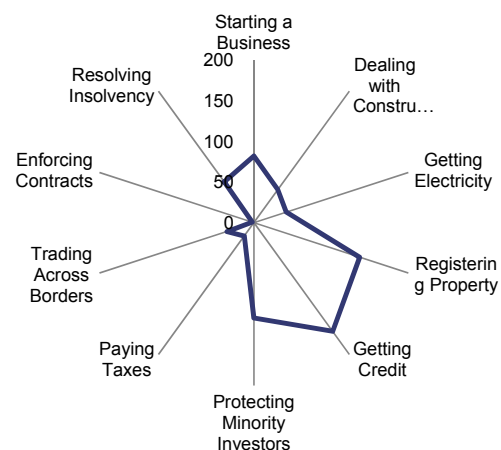 Starting a
Business
200
150
100
50
0
Dealing
with
Constru…
Getting
Electricity
Registerin
g Property
Getting
Credit
Protecting
Minority
Investors
Paying
Taxes
Trading
Across
Borders
Enforcing
Contracts
Resolving
Insolvency